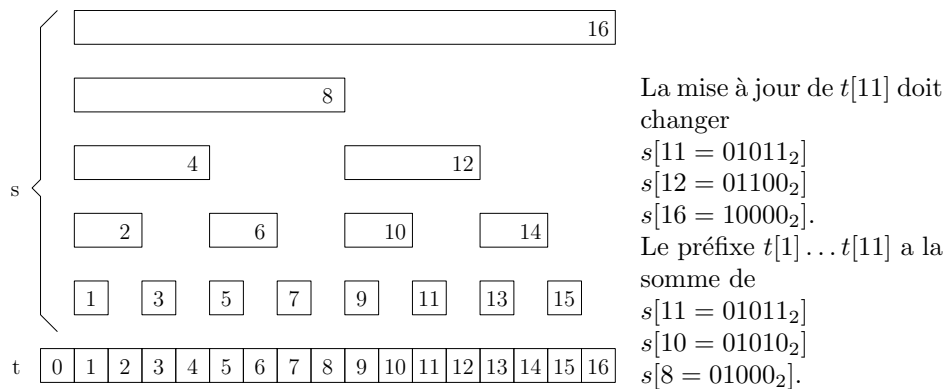 16
8
4 12
s
2 6 10 14
1 3 5 7 9 11 13 15
t 0 1 2 3 4 5 6 7 8 9 10 11 12 13 14 15 16
La mise à jour de t[11] doit
changer
s[11 = 01011₂]
s[12 = 01100₂]
s[16 = 10000₂].
Le préfixe t[1] . . . t[11] a la
somme de
s[11 = 01011₂]
s[10 = 01010₂]
s[8 = 01000₂].